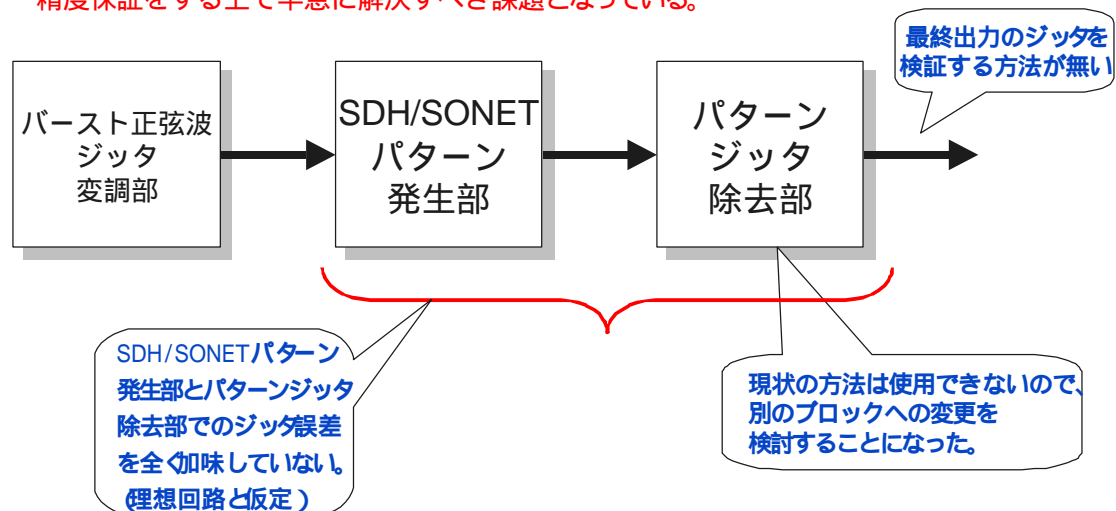 精度保証をする上で早急に解決すべき課題となっている。
最終出力のジッタを
検証する方法が無い
バースト正弦波
ジッタ
変調部
SDH/SONET
パターン
発生部
パターン
ジッタ
除去部
SDH/SONETパターン
発生部とパターンジッタ
除去部でのジッタ誤差
を全く加味していない。
(理想回路と仮定)
現状の方法は使用できないので、
別のブロックへの変更を
検討することになった。